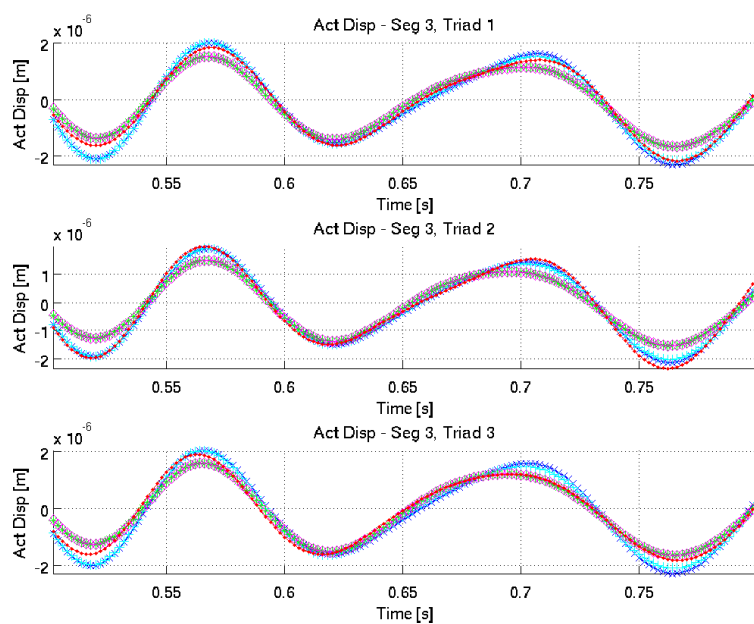 x 10⁻⁶
Act Disp - Seg 3, Triad 1
Act Disp [m]
2
0
-2
0.55 0.6 0.65 0.7 0.75
Time [s]
x 10⁻⁶
Act Disp - Seg 3, Triad 2
Act Disp [m]
1
0
-1
-2
0.55 0.6 0.65 0.7 0.75
Time [s]
x 10⁻⁶
Act Disp - Seg 3, Triad 3
Act Disp [m]
2
0
-2
0.55 0.6 0.65 0.7 0.75
Time [s]